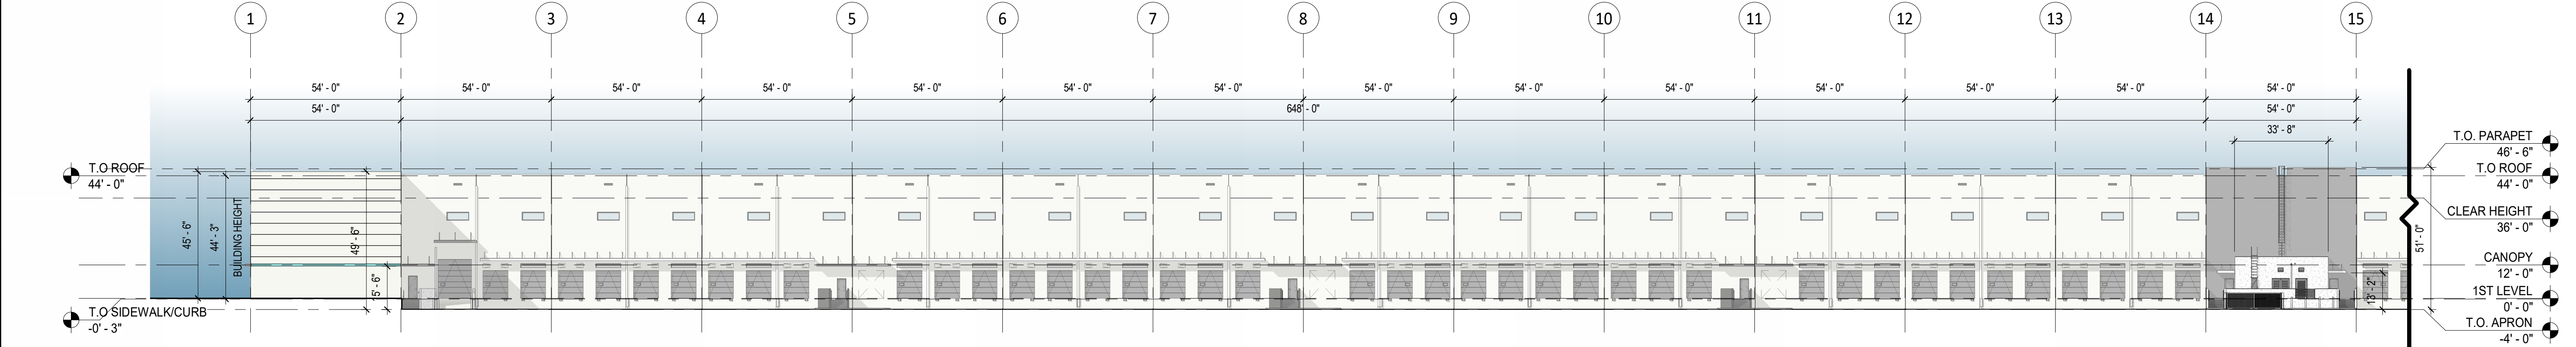 1 2 3 4 5 6 7 8 9 10 11 12 13 14 15
54' - 0" 54' - 0" 54' - 0" 54' - 0" 54' - 0" 54' - 0" 54' - 0" 54' - 0" 54' - 0" 54' - 0" 54' - 0" 54' - 0" 54' - 0" 54' - 0"
54' - 0" 648' - 0" 54' - 0"
33' - 8"
T.O ROOF
44' - 0"
45' - 6"
44' - 3"
BUILDING HEIGHT
49' - 6"
T.O SIDEWALK/CURB
-0' - 3"
13' - 2"
51' - 0"
T.O. PARAPET
46' - 6"
T.O ROOF
44' - 0"
CLEAR HEIGHT
36' - 0"
CANOPY
12' - 0"
1ST LEVEL
0' - 0"
T.O. APRON
-4' - 0"